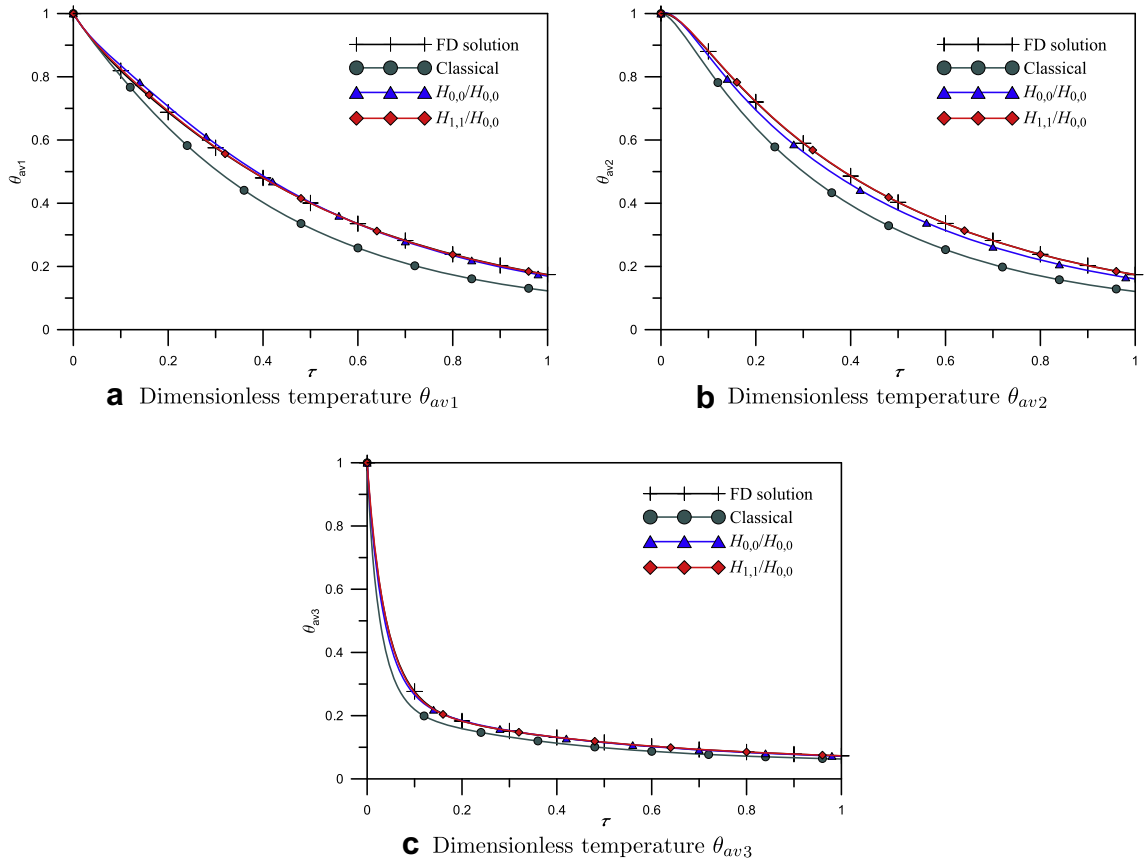 1
0.8
0.6
0.4
0.2
0
θav1
0 0.2 0.4 0.6 0.8 1
τ
FD solution
Classical
H0,0/H0,0
H1,1/H0,0
a Dimensionless temperature θav1
1
0.8
0.6
0.4
0.2
0
θav2
0 0.2 0.4 0.6 0.8 1
τ
FD solution
Classical
H0,0/H0,0
H1,1/H0,0
b Dimensionless temperature θav2
1
0.8
0.6
0.4
0.2
0
θav3
0 0.2 0.4 0.6 0.8 1
τ
FD solution
Classical
H0,0/H0,0
H1,1/H0,0
c Dimensionless temperature θav3